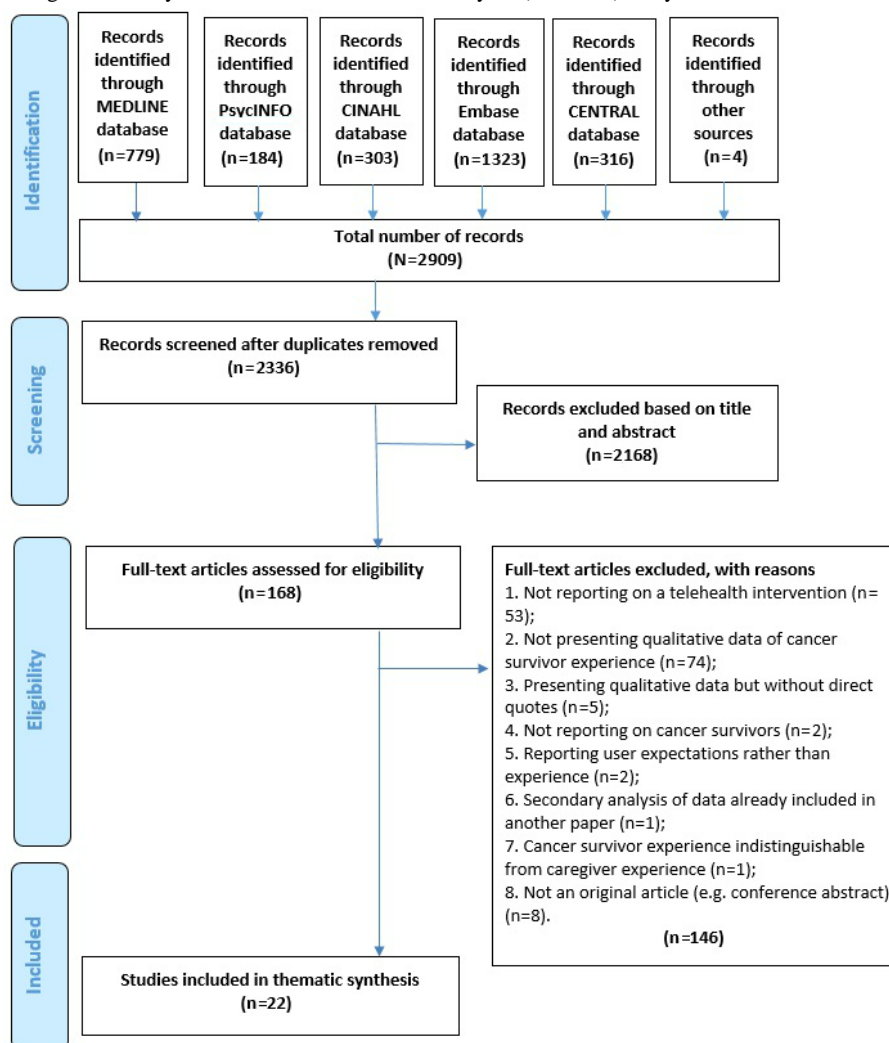 Identification
Records
identified
through
MEDLINE
database
(n=779)
Records
identified
through
PsycINFO
database
(n=184)
Records
identified
through
CINAHL
database
(n=303)
Records
identified
through
Embase
database
(n=1323)
Records
identified
through
CENTRAL
database
(n=316)
Records
identified
through
other
sources
(n=4)
Total number of records
(N=2909)
Screening
Records screened after duplicates removed
(n=2336)
Records excluded based on title
and abstract
(n=2168)
Eligibility
Full-text articles assessed for eligibility
(n=168)
Full-text articles excluded, with reasons
1. Not reporting on a telehealth intervention (n=
53);
2. Not presenting qualitative data of cancer
survivor experience (n=74);
3. Presenting qualitative data but without direct
quotes (n=5);
4. Not reporting on cancer survivors (n=2);
5. Reporting user expectations rather than
experience (n=2);
6. Secondary analysis of data already included in
another paper (n=1);
7. Cancer survivor experience indistinguishable
from caregiver experience (n=1);
8. Not an original article (e.g. conference abstract)
(n=8).
(n=146)
Included
Studies included in thematic synthesis
(n=22)